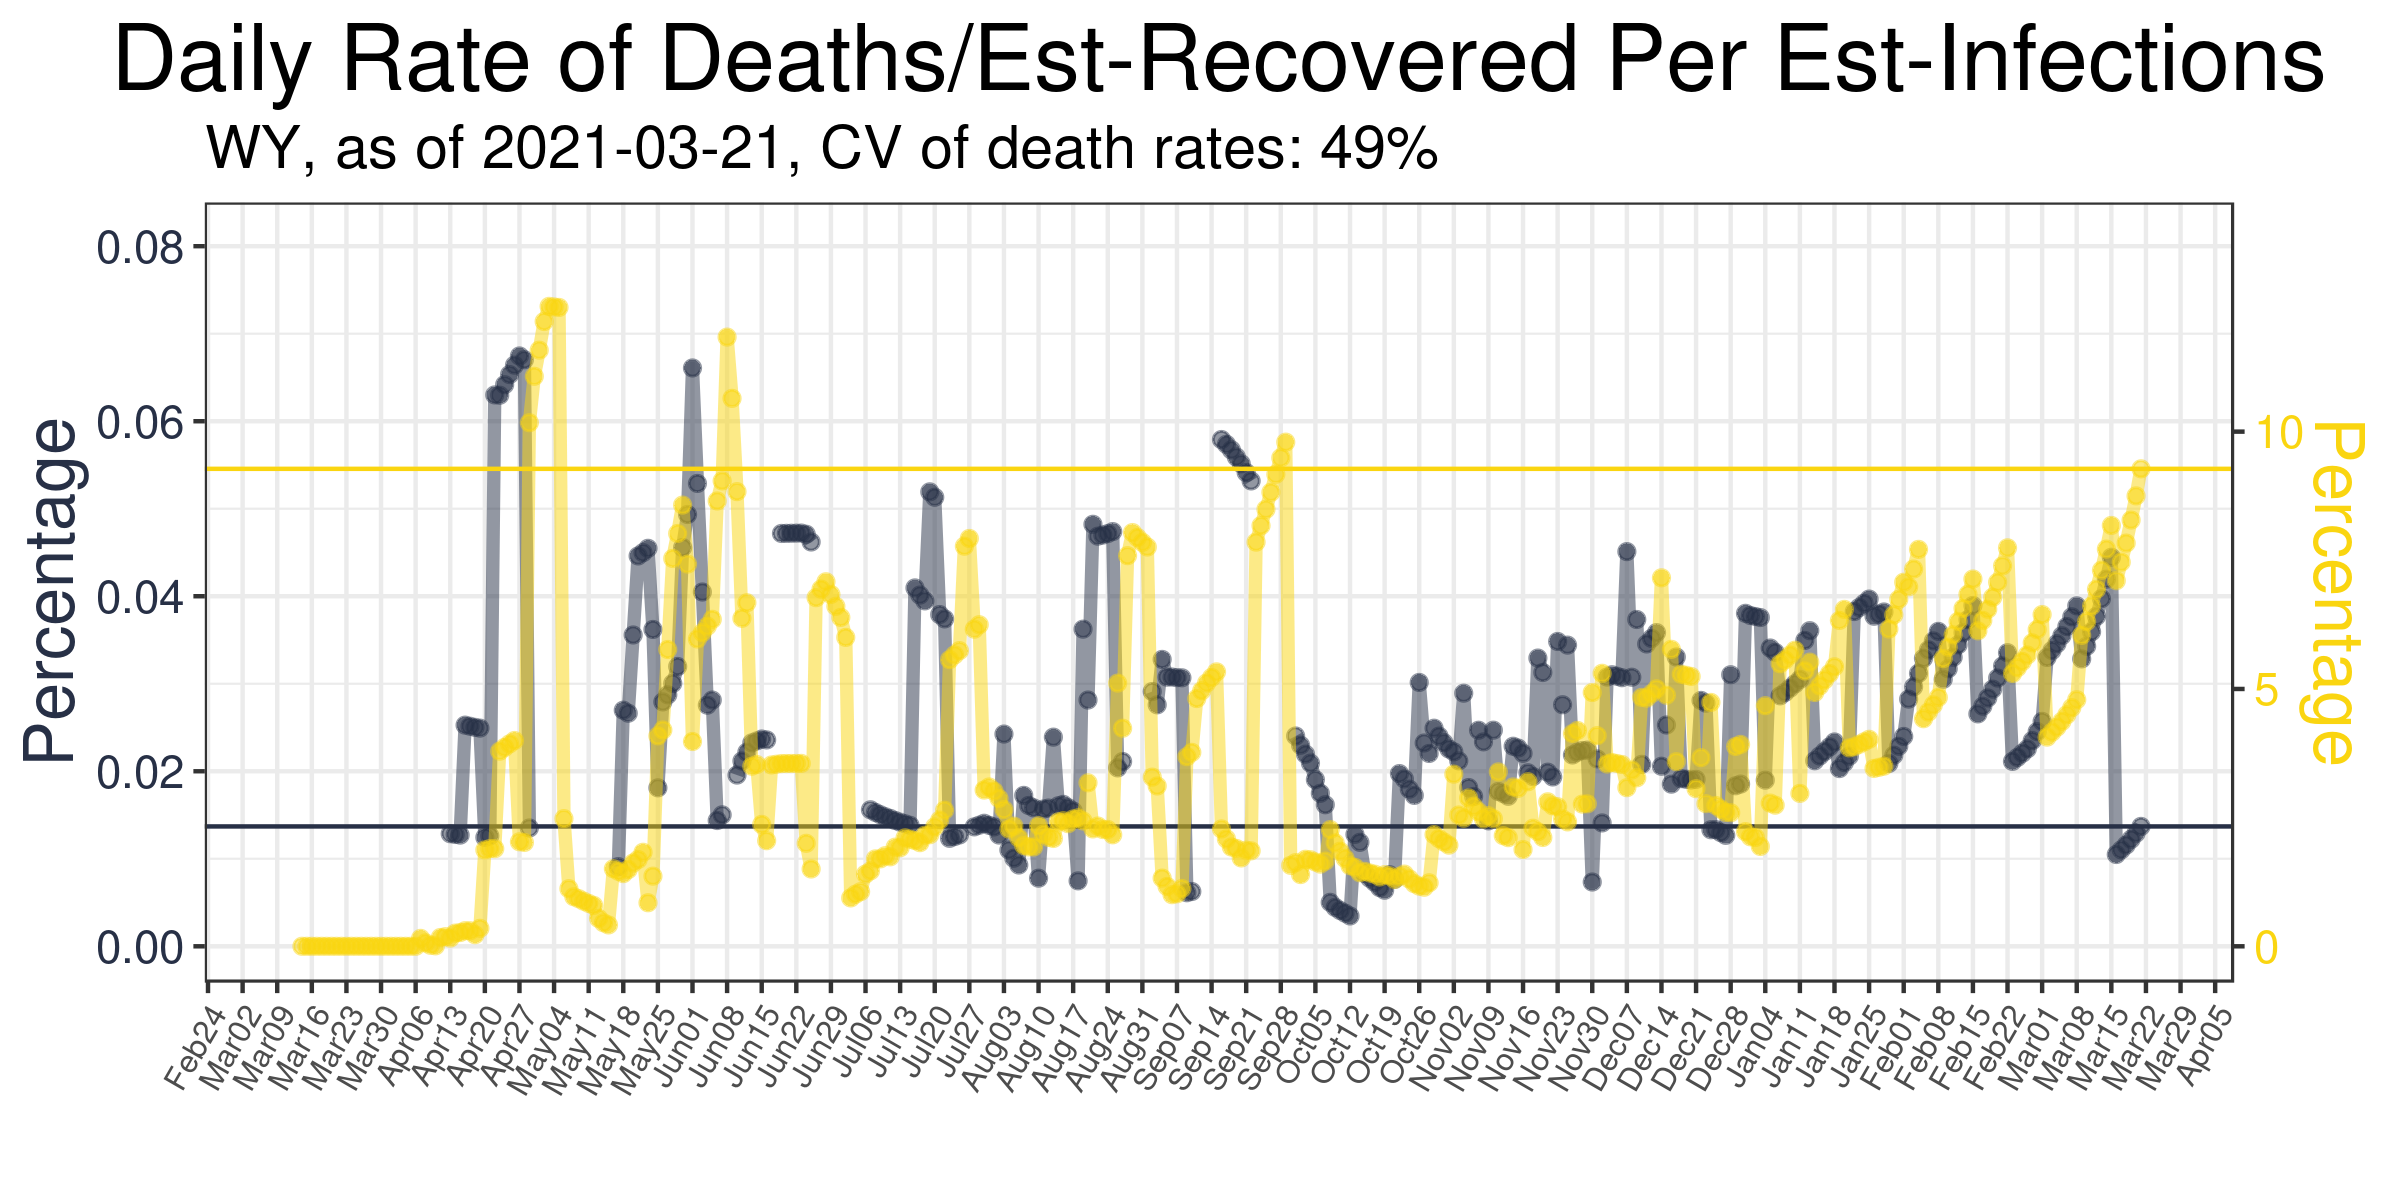 Daily Rate of Deaths/Est-Recovered Per Est-Infections
WY, as of 2021-03-21, CV of death rates: 49%
Percentage
0.08
0.06
0.04
0.02
0.00
10
5
0
Percentage
Feb24
Mar02
Mar09
Mar16
Mar23
Mar30
Apr06
Apr13
Apr20
Apr27
May04
May11
May18
May25
Jun01
Jun08
Jun15
Jun22
Jun29
Jul06
Jul13
Jul20
Jul27
Aug03
Aug10
Aug17
Aug24
Aug31
Sep07
Sep14
Sep21
Sep28
Oct05
Oct12
Oct19
Oct26
Nov02
Nov09
Nov16
Nov23
Nov30
Dec07
Dec14
Dec21
Dec28
Jan04
Jan11
Jan18
Jan25
Feb01
Feb08
Feb15
Feb22
Mar01
Mar08
Mar15
Mar22
Mar29
Apr05